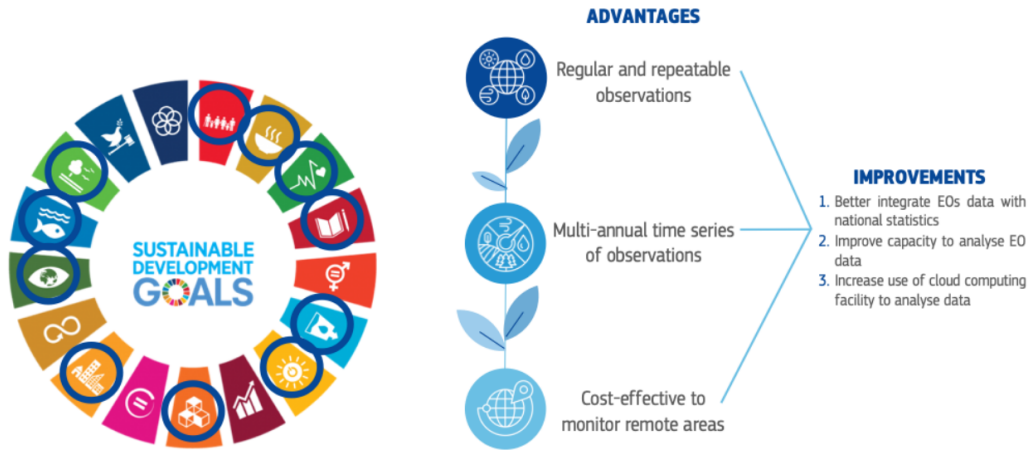 SUSTAINABLE
DEVELOPMENT
GOALS
ADVANTAGES
Regular and repeatable
observations
Multi-annual time series
of observations
Cost-effective to
monitor remote areas
IMPROVEMENTS
1. Better integrate EOs data with
national statistics
2. Improve capacity to analyse EO
data
3. Increase use of cloud computing
facility to analyse data